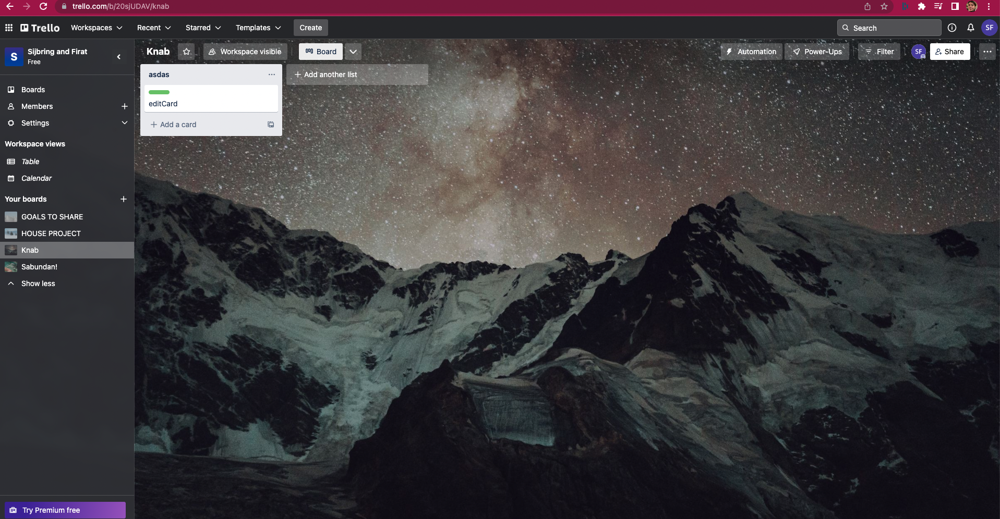 trello.com/b/20sjUDAV/knab
Trello Workspaces Recent Starred Templates Create Search SF
S Sijbring and Firat
Free
Knab Workspace visible Board Automation Power-Ups Filter SF Share
asdas
Add another list
editCard
Add a card
Boards
Members
Settings
Workspace views
Table
Calendar
Your boards
GOALS TO SHARE
HOUSE PROJECT
Knab
Sabundan!
Show less
Try Premium free